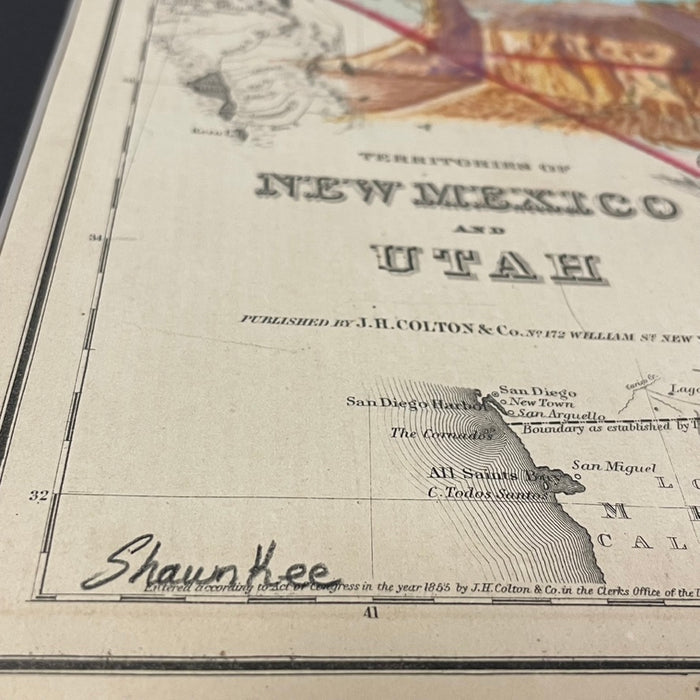 TERRITORIES OF
NEW MEXICO
AND
UTAH
34
PUBLISHED BY J.H.COLTON & Co. No 172 WILLIAM ST NEW
San Diego
San Diego Harbor
New Town
San Arguello
The Cornados
Boundary as established by
All Saints Bay
San Miguel
C. Todos Santos
32
L O
M
C A L
Shawn Kee
Entered according to Act of Congress in the year 1855 by J.H. Colton & Co. in the Clerks Office of the
41